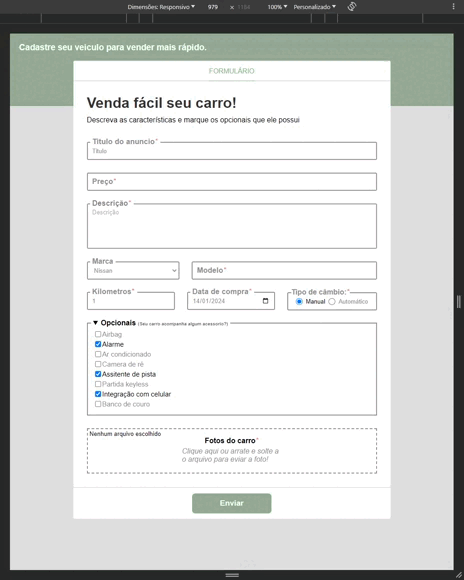 Dimensões: Responsivo ▼ 979 × 1184 100% ▼ Personalizado ▼
Cadastre seu veiculo para vender mais rápido.
FORMULÁRIO
Venda fácil seu carro!
Descreva as características e marque os opcionais que ele possui
Titulo do anuncio*
Título
Preço*
Descrição*
Descrição
Marca
Nissan
Modelo*
Kilometros*
1
Data de compra*
14/01/2024
Tipo de câmbio:*
Manual
Automático
▼ Opcionais (Seu carro acompanha algum acessorio?)
Airbag
Alarme
Ar condicionado
Camera de ré
Assitente de pista
Partida keyless
Integração com celular
Banco de couro
Nenhum arquivo escolhido
Fotos do carro*
Clique aqui ou arrate e solte a
o arquivo para eviar a foto!
Enviar